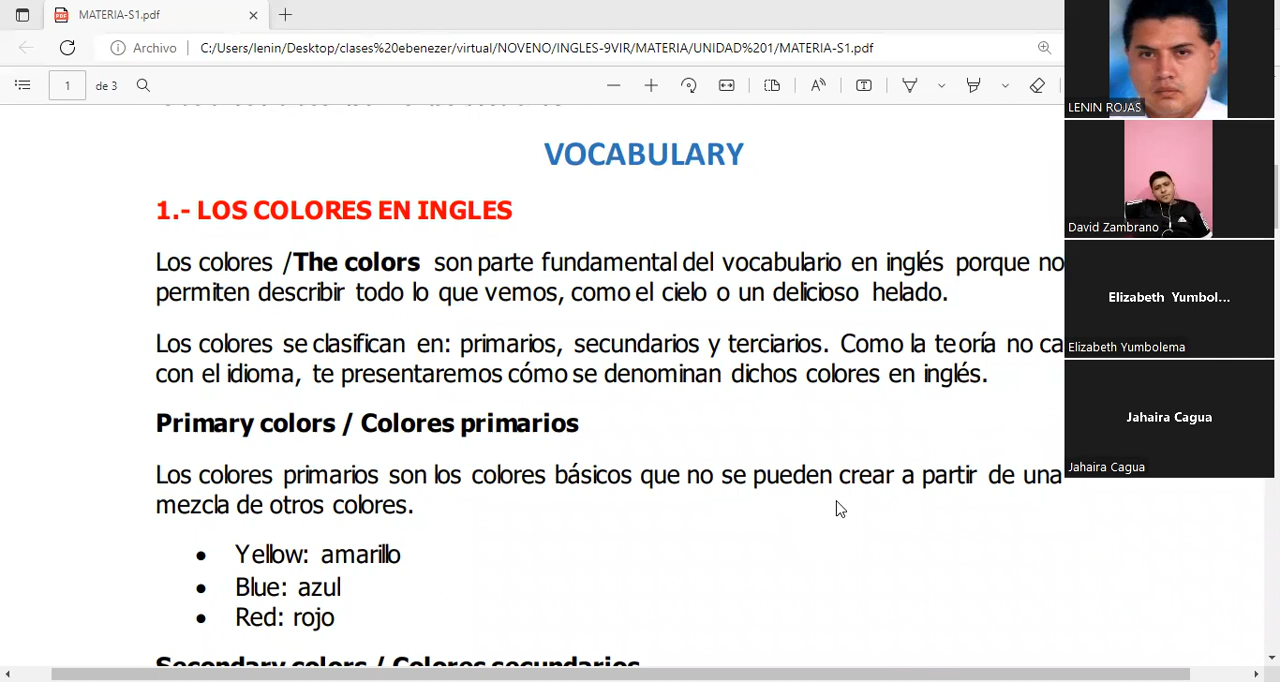 MATERIA-S1.pdf
Archivo
C:/Users/lenin/Desktop/clases%20ebenezer/virtual/NOVENO/INGLES-9VIR/MATERIA/UNIDAD%201/MATERIA-S1.pdf
1 de 3
VOCABULARY
1.- LOS COLORES EN INGLES
Los colores /The colors son parte fundamental del vocabulario en inglés porque no
permiten describir todo lo que vemos, como el cielo o un delicioso helado.
Los colores se clasifican en: primarios, secundarios y terciarios. Como la teoría no ca
con el idioma, te presentaremos cómo se denominan dichos colores en inglés.
Primary colors / Colores primarios
Los colores primarios son los colores básicos que no se pueden crear a partir de una
mezcla de otros colores.
• Yellow: amarillo
• Blue: azul
• Red: rojo
Secondary colors / Colores secundarios
LENIN ROJAS
David Zambrano
Elizabeth Yumbol...
Elizabeth Yumbolema
Jahaira Cagua
Jahaira Cagua